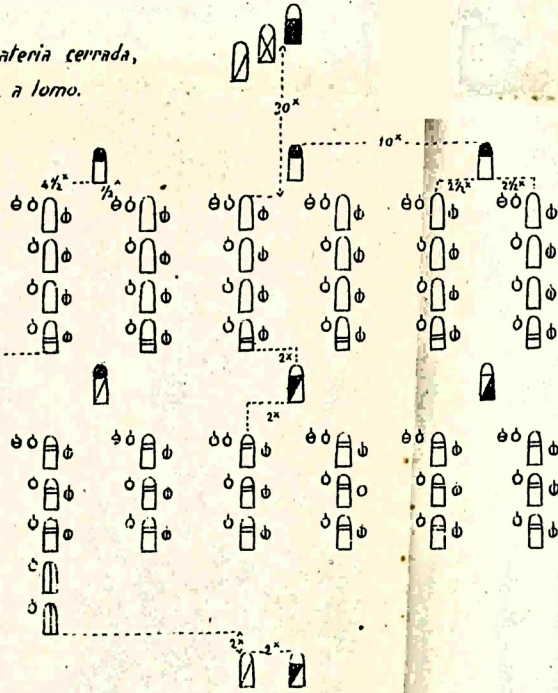 ateria cerrada,
a lomo.
30ˣ
10ˣ
4½ˣ ½ˣ 2½ˣ 2½ˣ
2ˣ
2ˣ
2ˣ 2ˣ